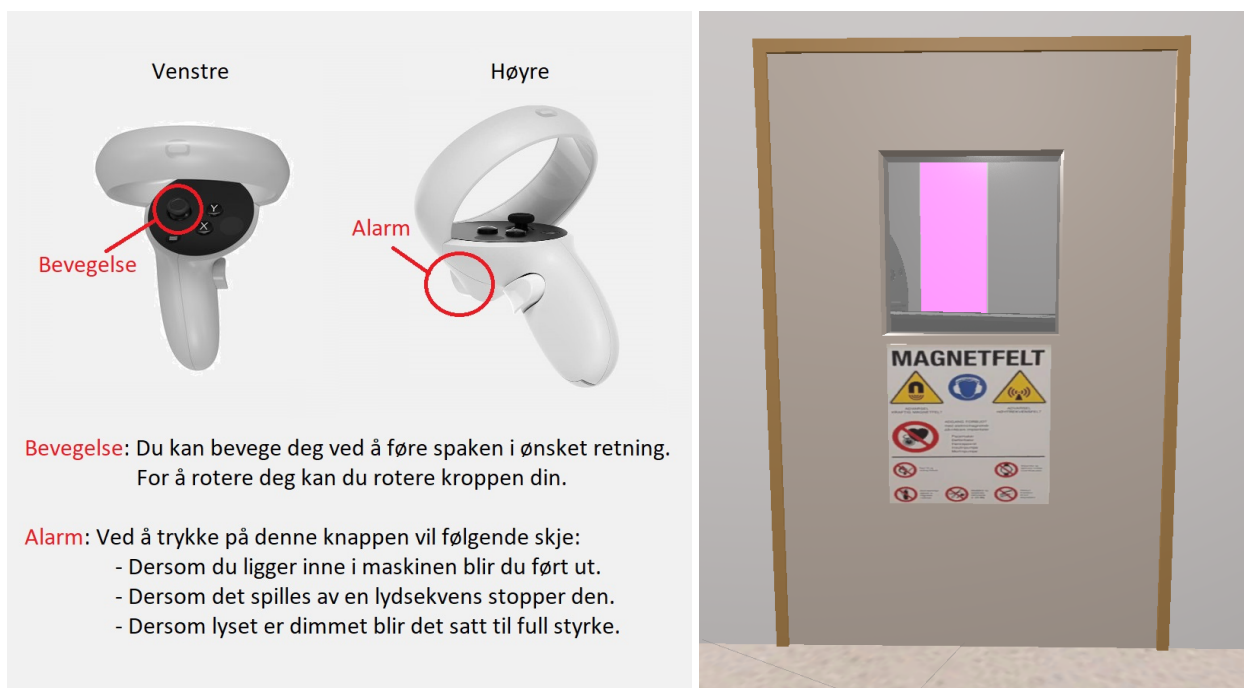 Venstre
Høyre
Y
X
Bevegelse
Alarm
Bevegelse: Du kan bevege deg ved å føre spaken i ønsket retning.
For å rotere deg kan du rotere kroppen din.
Alarm: Ved å trykke på denne knappen vil følgende skje:
- Dersom du ligger inne i maskinen blir du ført ut.
- Dersom det spilles av en lydsekvens stopper den.
- Dersom lyset er dimmet blir det satt til full styrke.
MAGNETFELT